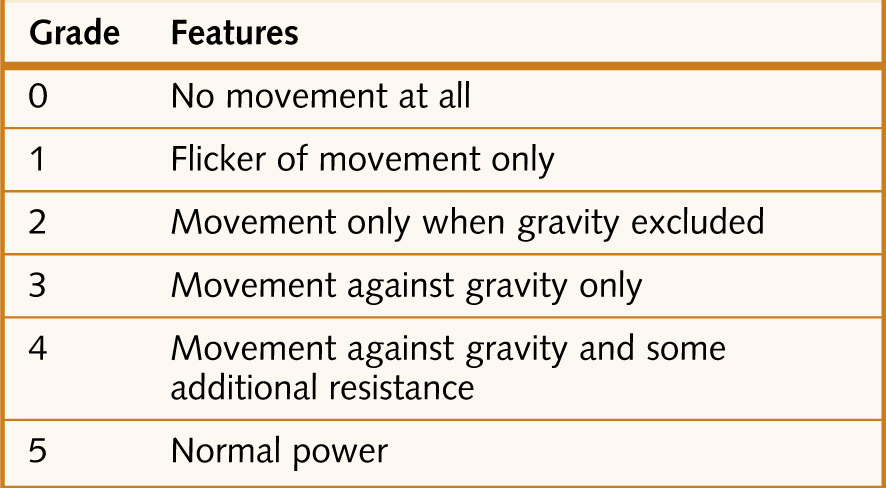 Grade Features
0 No movement at all
1 Flicker of movement only
2 Movement only when gravity excluded
3 Movement against gravity only
4 Movement against gravity and some
additional resistance
5 Normal power